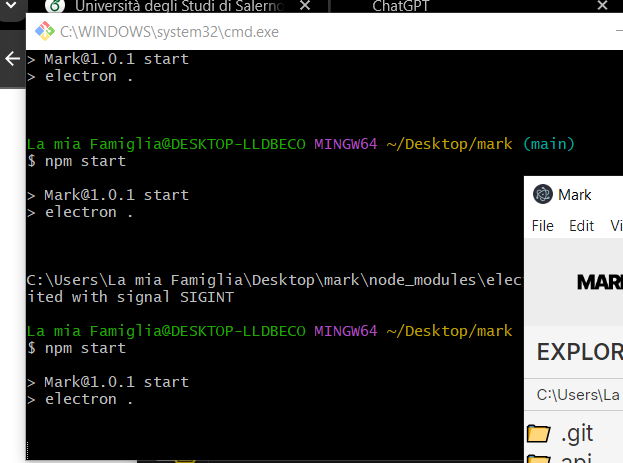 Università degli Studi di Salerno
ChatGPT
C:\WINDOWS\system32\cmd.exe
> Mark@1.0.1 start
> electron .
La mia Famiglia@DESKTOP-LLDBECO MINGW64 ~/Desktop/mark (main)
$ npm start
> Mark@1.0.1 start
> electron .
C:\Users\La mia Famiglia\Desktop\mark\node_modules\elec
ited with signal SIGINT
La mia Famiglia@DESKTOP-LLDBECO MINGW64 ~/Desktop/mark
$ npm start
> Mark@1.0.1 start
> electron .
Mark
File Edit Vi
MARK
EXPLOR
C:\Users\La
.git
api